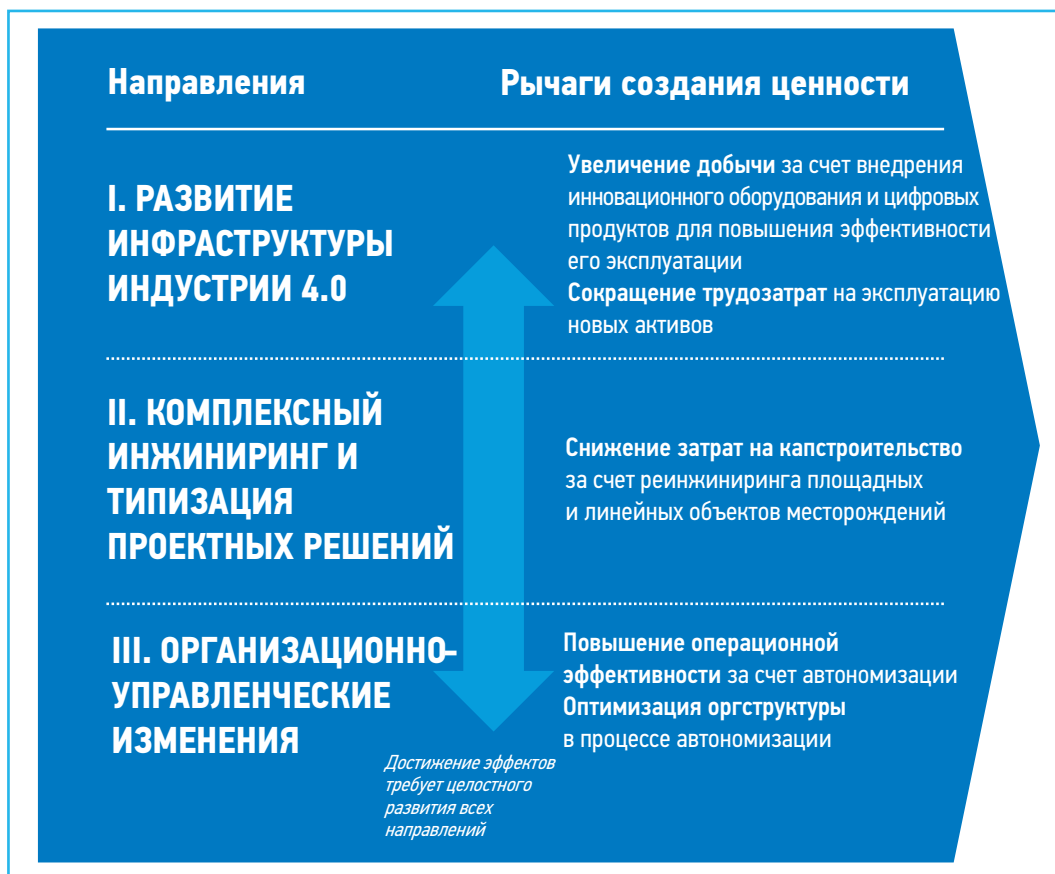 Направления
Рычаги создания ценности
I. РАЗВИТИЕ
ИНФРАСТРУКТУРЫ
ИНДУСТРИИ 4.0
Увеличение добычи за счет внедрения
инновационного оборудования и цифровых
продуктов для повышения эффективности
его эксплуатации
Сокращение трудозатрат на эксплуатацию
новых активов
II. КОМПЛЕКСНЫЙ
ИНЖИНИРИНГ И
ТИПИЗАЦИЯ
ПРОЕКТНЫХ РЕШЕНИЙ
Снижение затрат на капстроительство
за счет реинжиниринга площадных
и линейных объектов месторождений
III. ОРГАНИЗАЦИОННО-
УПРАВЛЕНЧЕСКИЕ
ИЗМЕНЕНИЯ
Повышение операционной
эффективности за счет автономизации
Оптимизация оргструктуры
в процессе автономизации
Достижение эффектов
требует целостного
развития всех
направлений